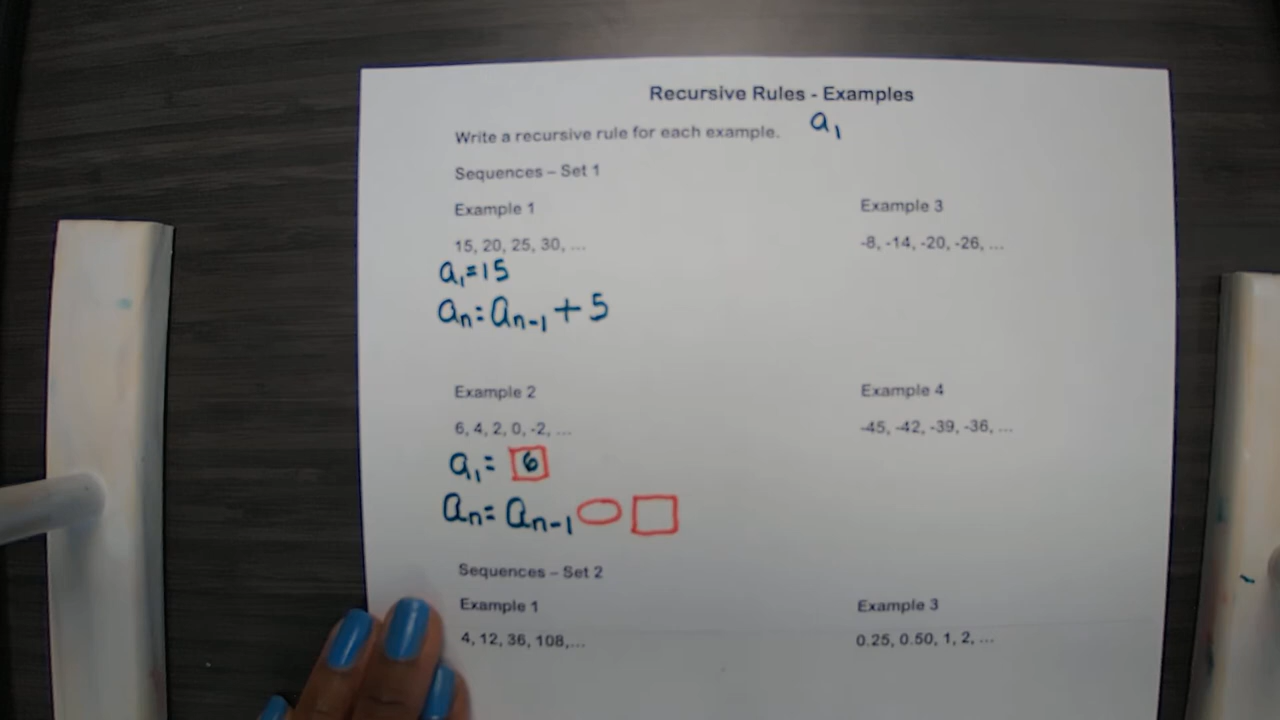 Recursive Rules - Examples
Write a recursive rule for each example. a₁
Sequences – Set 1
Example 1
15, 20, 25, 30, ...
a₁=15
aₙ=aₙ₋₁+5
Example 3
-8, -14, -20, -26, ...
Example 2
6, 4, 2, 0, -2, ...
a₁= 6
aₙ=aₙ₋₁
Example 4
-45, -42, -39, -36, ...
Sequences – Set 2
Example 1
4, 12, 36, 108,...
Example 3
0.25, 0.50, 1, 2, ...